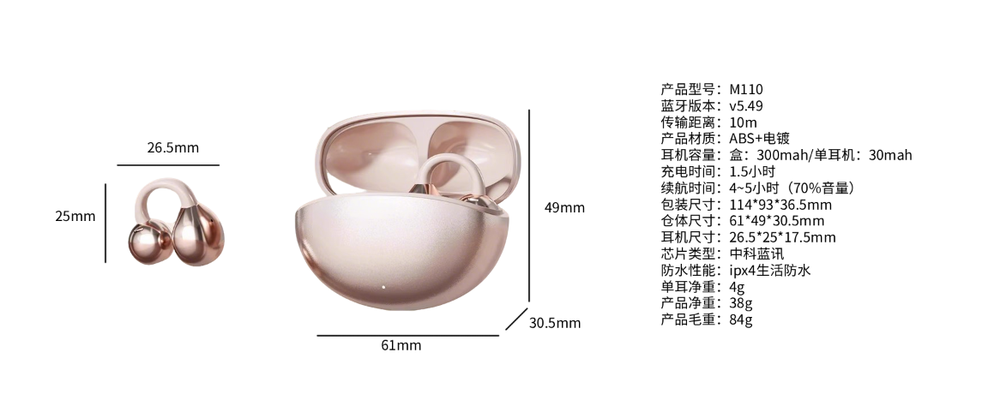 26.5mm
25mm
49mm
30.5mm
61mm
产品型号：M110
蓝牙版本：v5.49
传输距离：10m
产品材质：ABS+电镀
耳机容量：盒：300mah/单耳机：30mah
充电时间：1.5小时
续航时间：4~5小时（70%音量）
包装尺寸：114*93*36.5mm
仓体尺寸：61*49*30.5mm
耳机尺寸：26.5*25*17.5mm
芯片类型：中科蓝讯
防水性能：ipx4生活防水
单耳净重：4g
产品净重：38g
产品毛重：84g